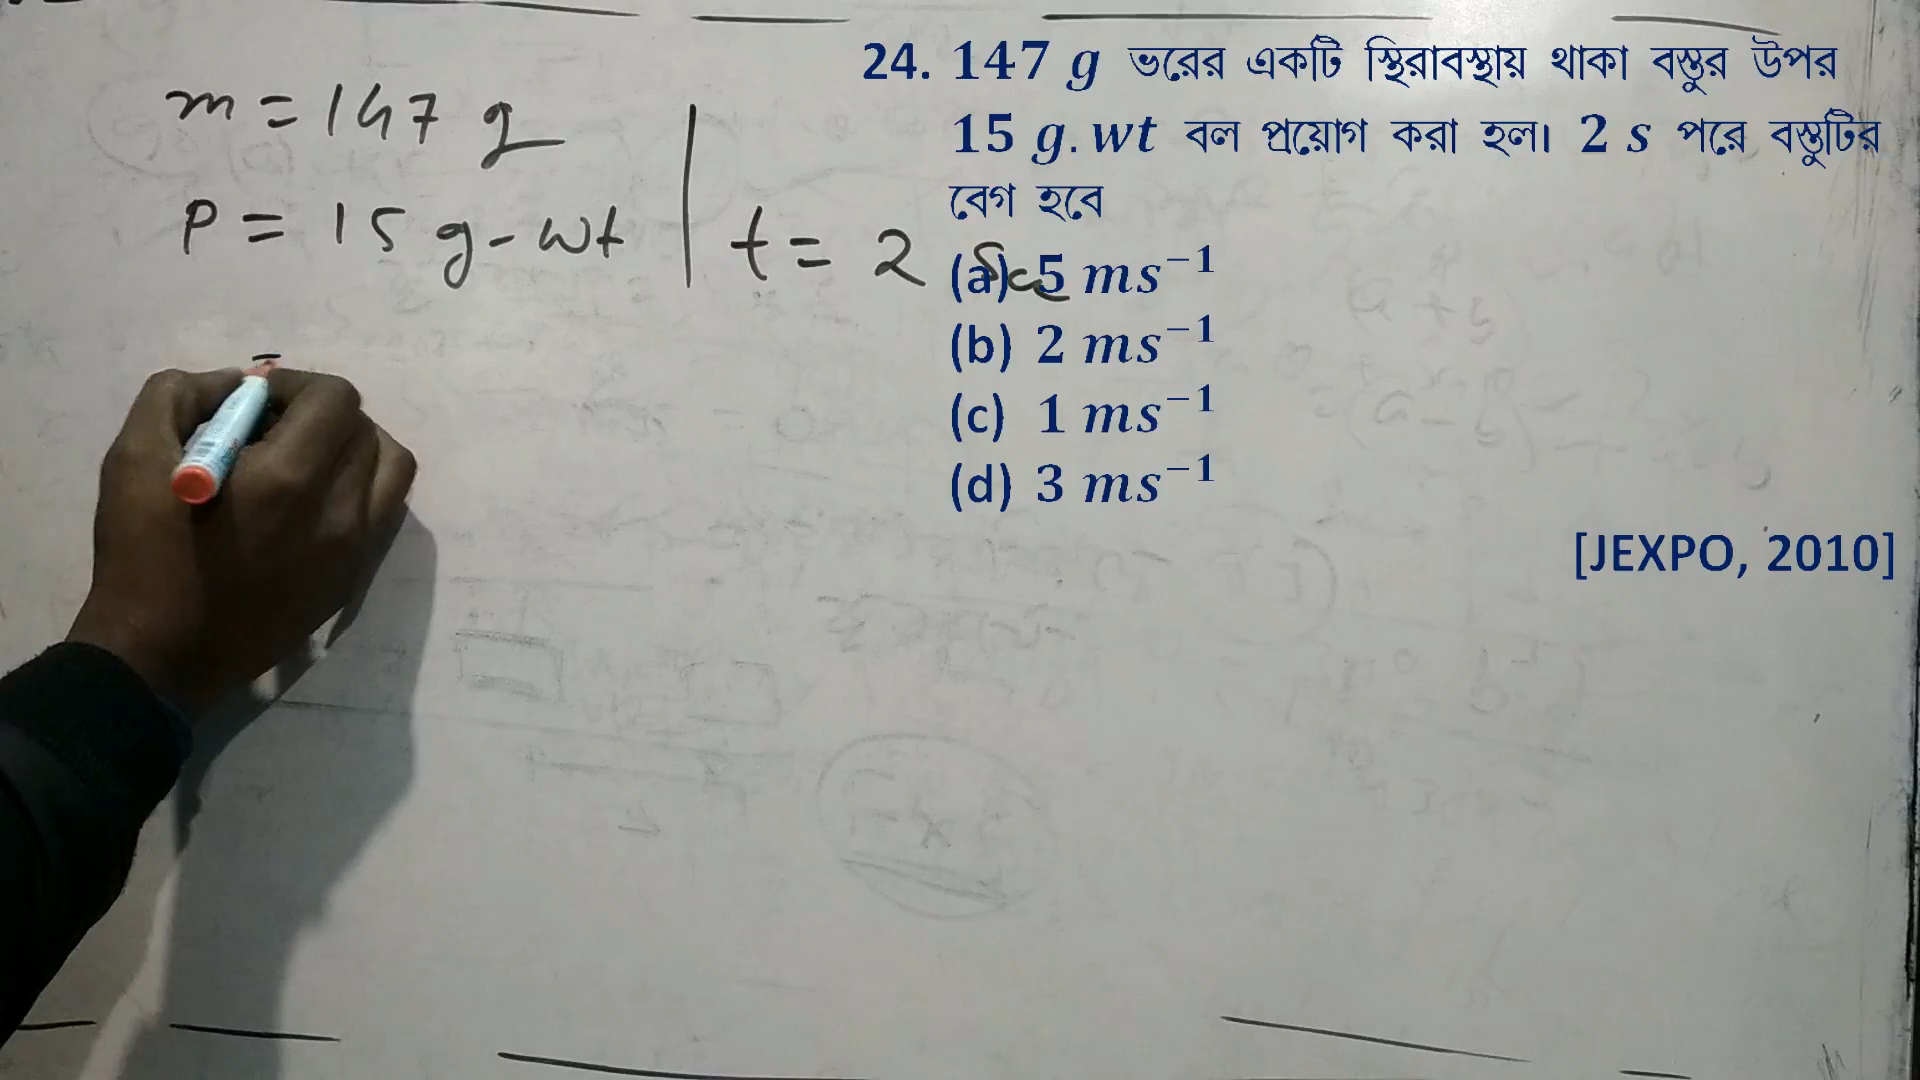 m = 147 g
P = 15 g-wt
t = 2 Sec
24. 147 g ভরের একটি স্থিরাবস্থায় থাকা বস্তুর উপর
15 g.wt বল প্রয়োগ করা হল। 2 s পরে বস্তুটির
বেগ হবে
(a) 5 ms⁻¹
(b) 2 ms⁻¹
(c) 1 ms⁻¹
(d) 3 ms⁻¹
[JEXPO, 2010]